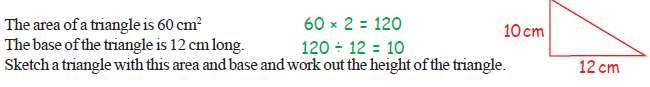 The area of a triangle is 60 cm²
60 × 2 = 120
The base of the triangle is 12 cm long.
120 ÷ 12 = 10
Sketch a triangle with this area and base and work out the height of the triangle.
10 cm
12 cm